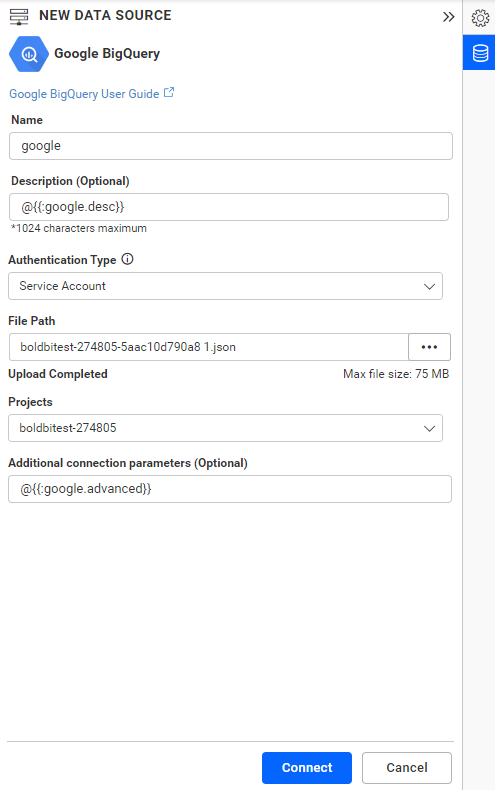 NEW DATA SOURCE
Google BigQuery
Google BigQuery User Guide
Name
google
Description (Optional)
@{{:google.desc}}
*1024 characters maximum
Authentication Type
Service Account
File Path
boldbitest-274805-5aac10d790a8 1.json
Upload Completed Max file size: 75 MB
Projects
boldbitest-274805
Additional connection parameters (Optional)
@{{:google.advanced}}
Connect Cancel